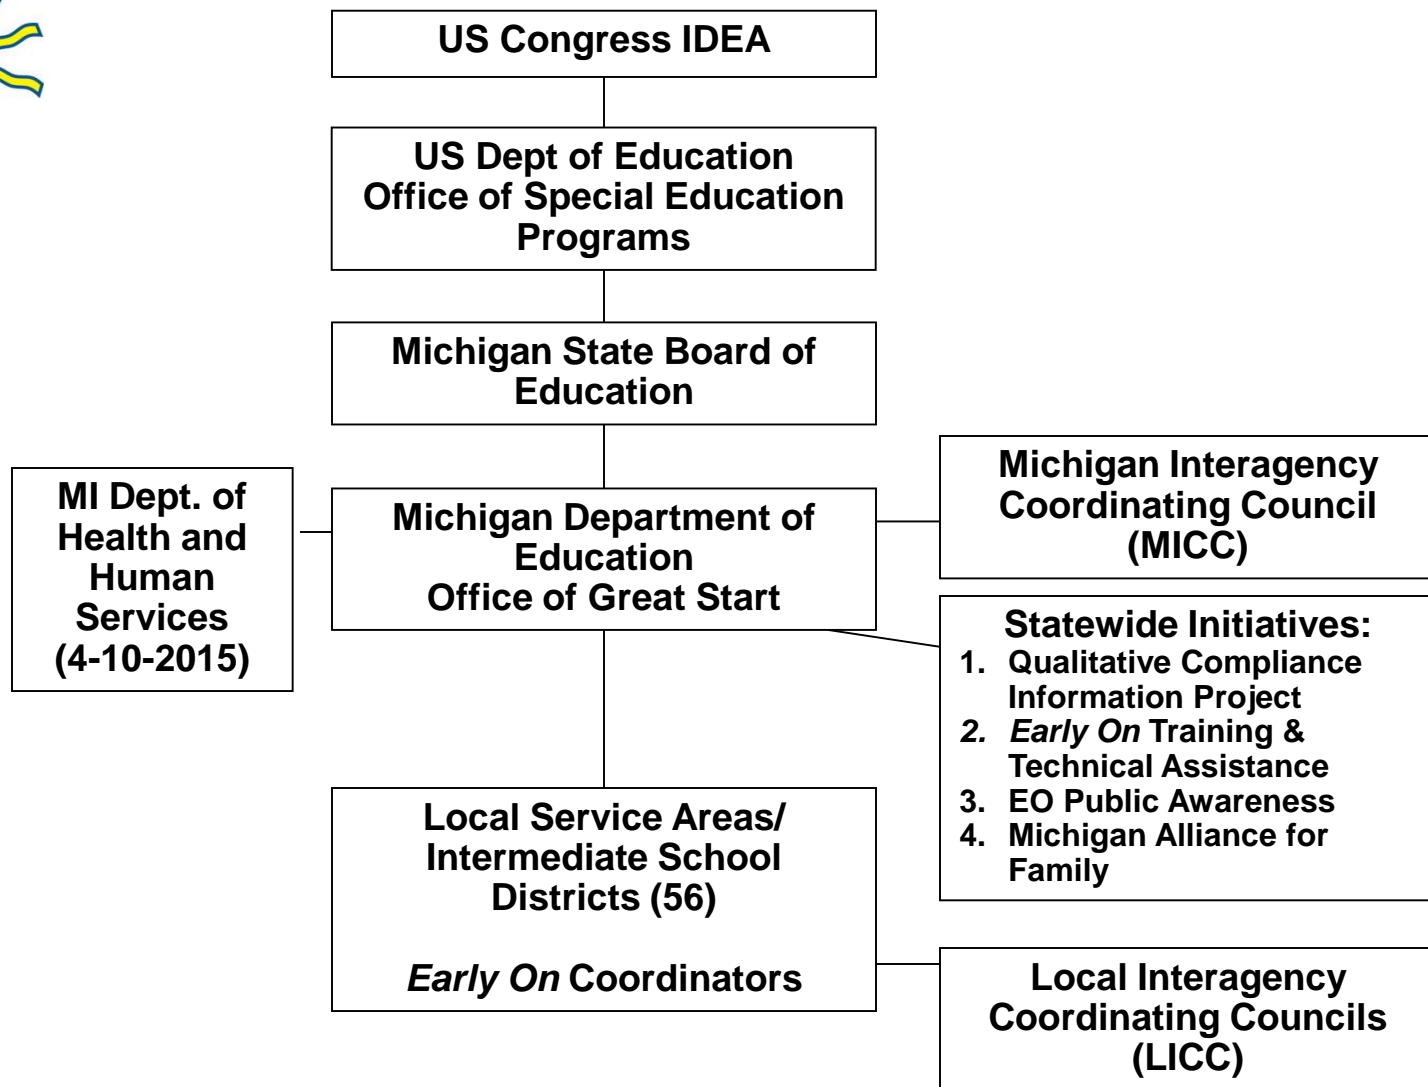 US Congress IDEA
US Dept of Education
Office of Special Education
Programs
Michigan State Board of
Education
MI Dept. of
Health and
Human
Services
(4-10-2015)
Michigan Department of
Education
Office of Great Start
Michigan Interagency
Coordinating Council
(MICC)
Statewide Initiatives:
1. Qualitative Compliance
Information Project
2. Early On Training &
Technical Assistance
3. EO Public Awareness
4. Michigan Alliance for
Family
Local Service Areas/
Intermediate School
Districts (56)
Early On Coordinators
Local Interagency
Coordinating Councils
(LICC)